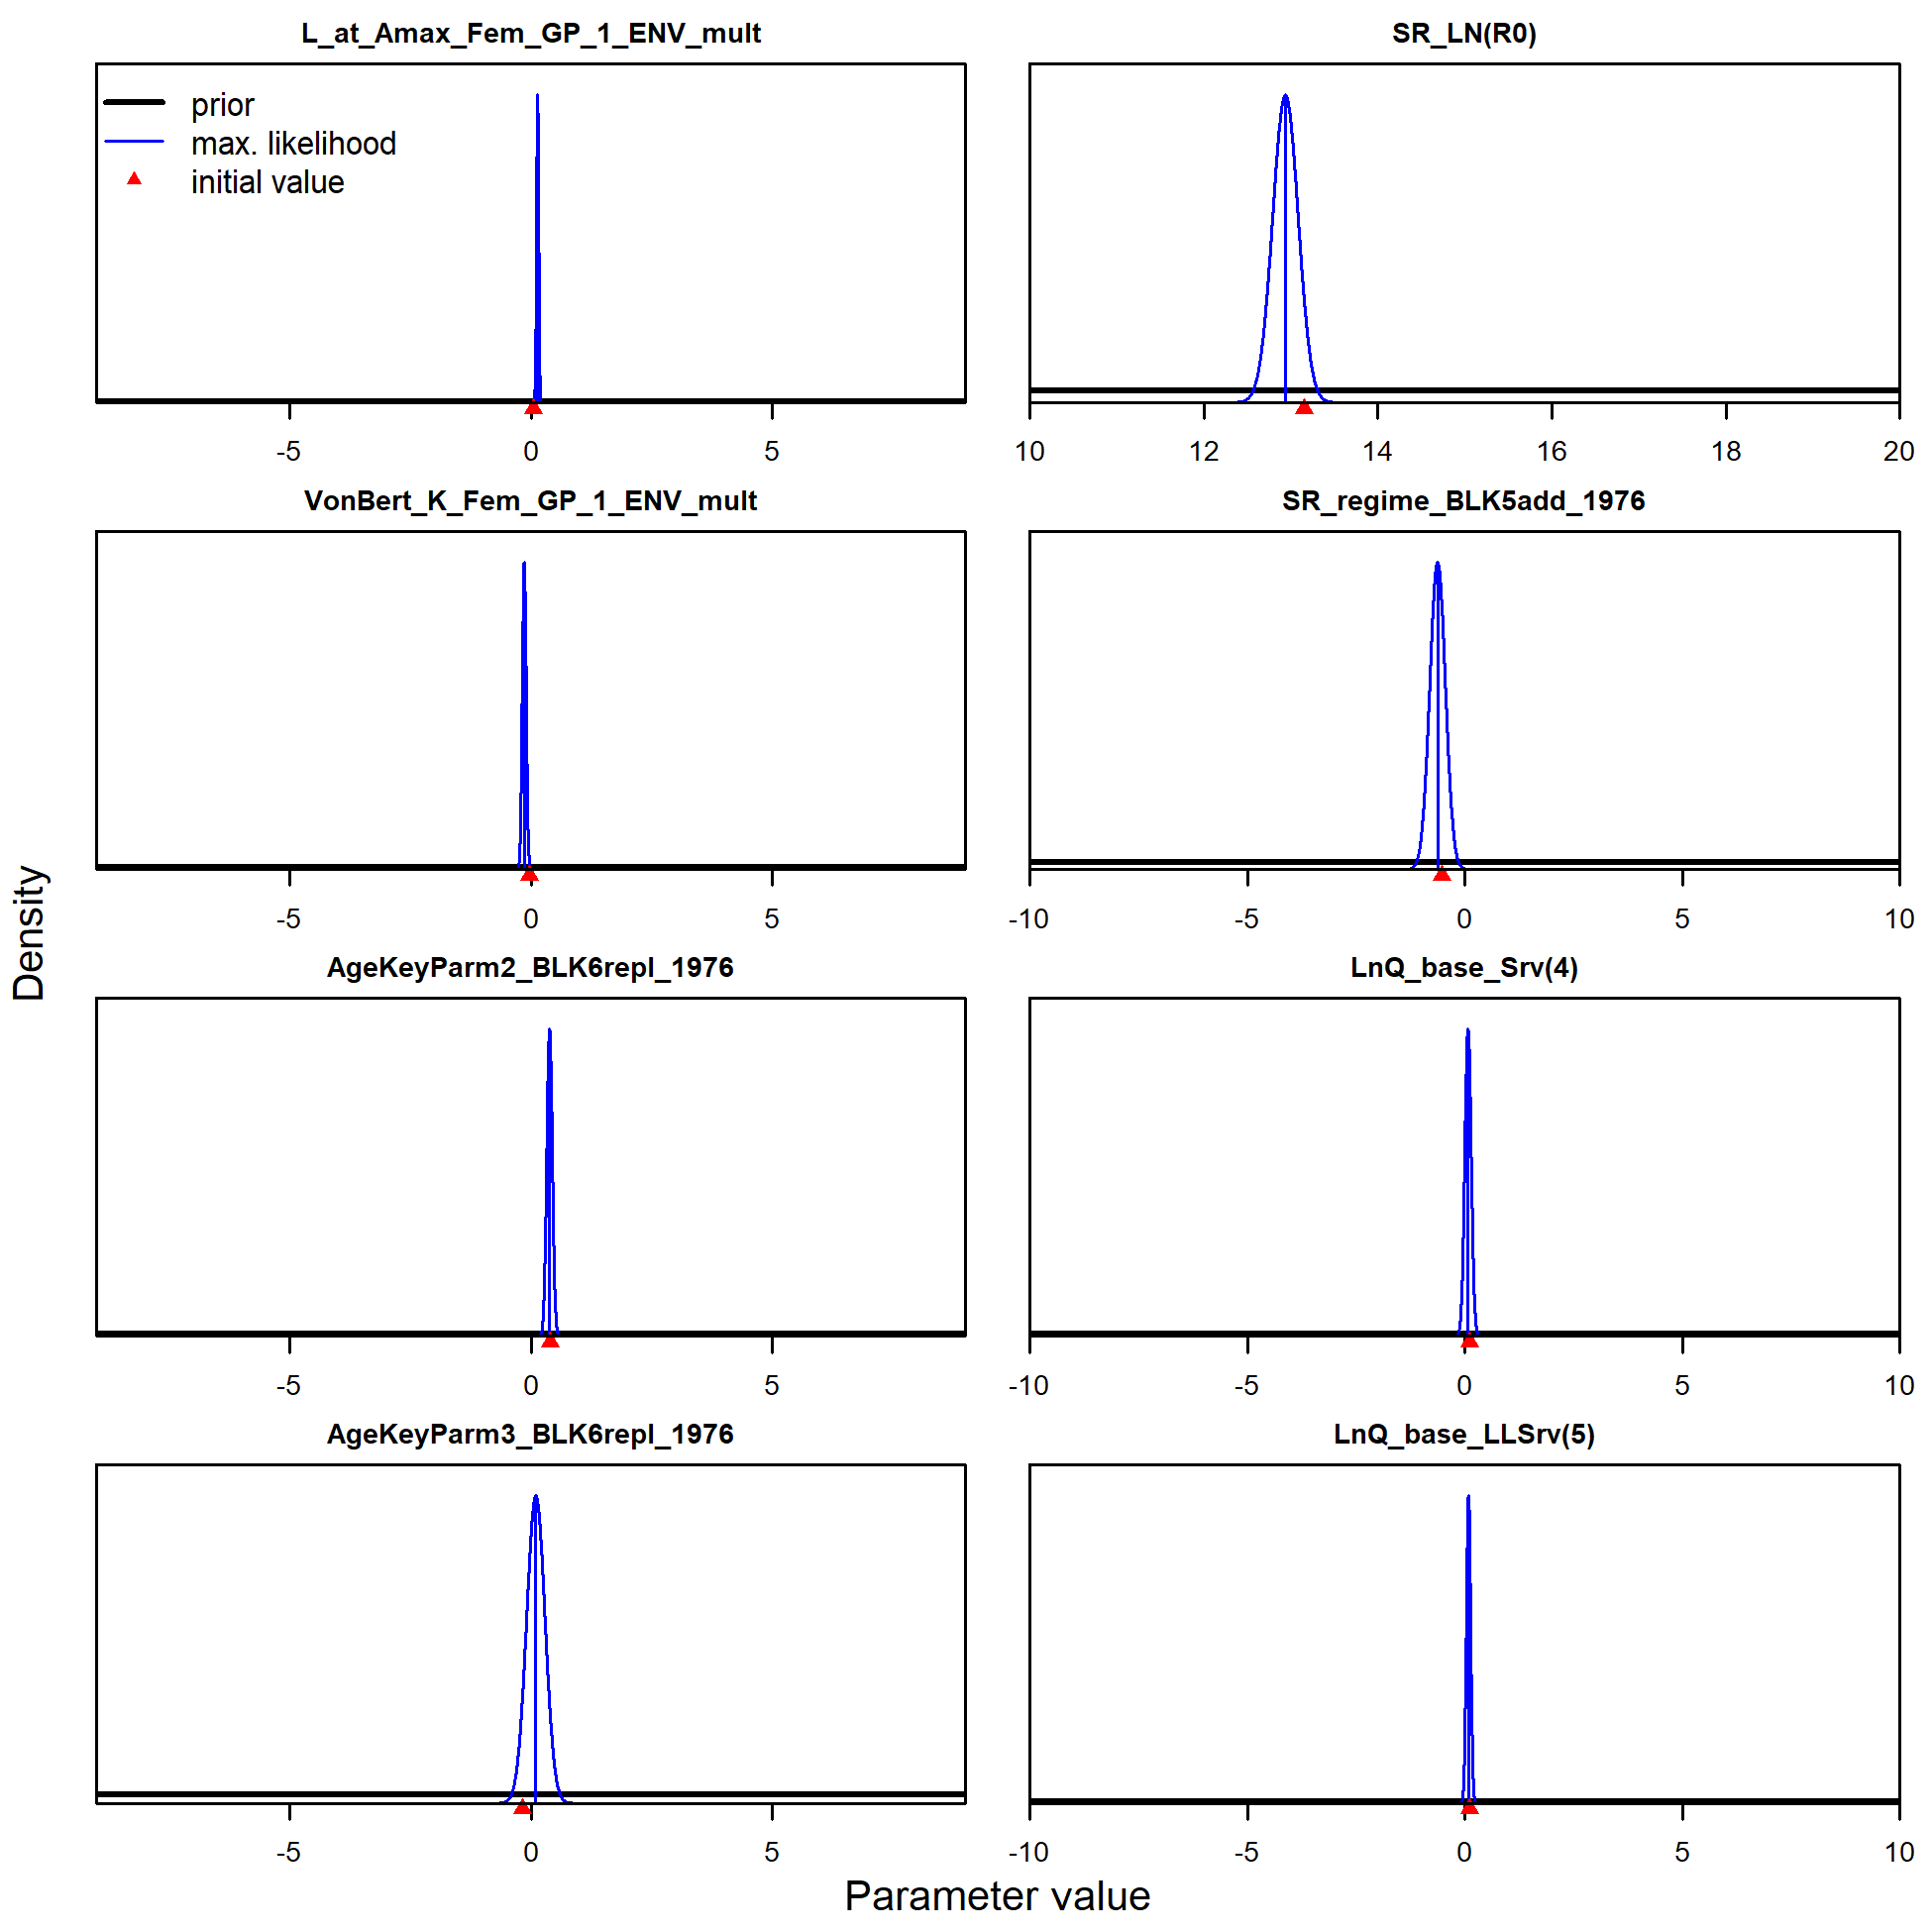 L_at_Amax_Fem_GP_1_ENV_mult
prior
max. likelihood
initial value
-5 0 5
SR_LN(R0)
10 12 14 16 18 20
VonBert_K_Fem_GP_1_ENV_mult
-5 0 5
SR_regime_BLK5add_1976
-10 -5 0 5 10
AgeKeyParm2_BLK6repl_1976
-5 0 5
LnQ_base_Srv(4)
-10 -5 0 5 10
AgeKeyParm3_BLK6repl_1976
-5 0 5
LnQ_base_LLSrv(5)
-10 -5 0 5 10
Density
Parameter value